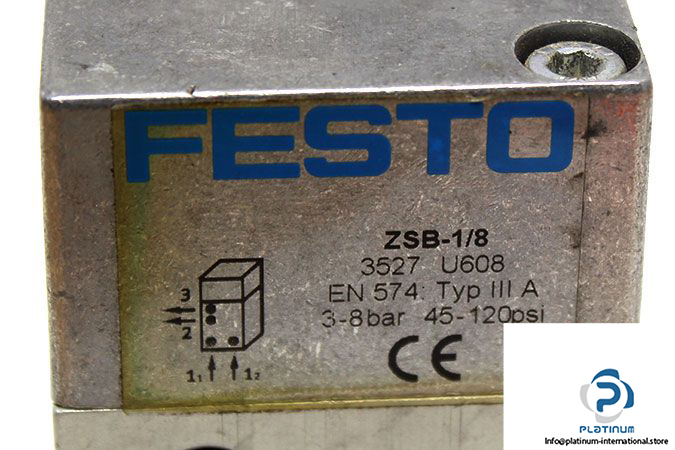 FESTO
ZSB-1/8
3527 U608
EN 574: Typ III A
3-8bar 45-120psi
CE
3
2
1₁ 1₂
PLATINUM
info@platinum-international.store